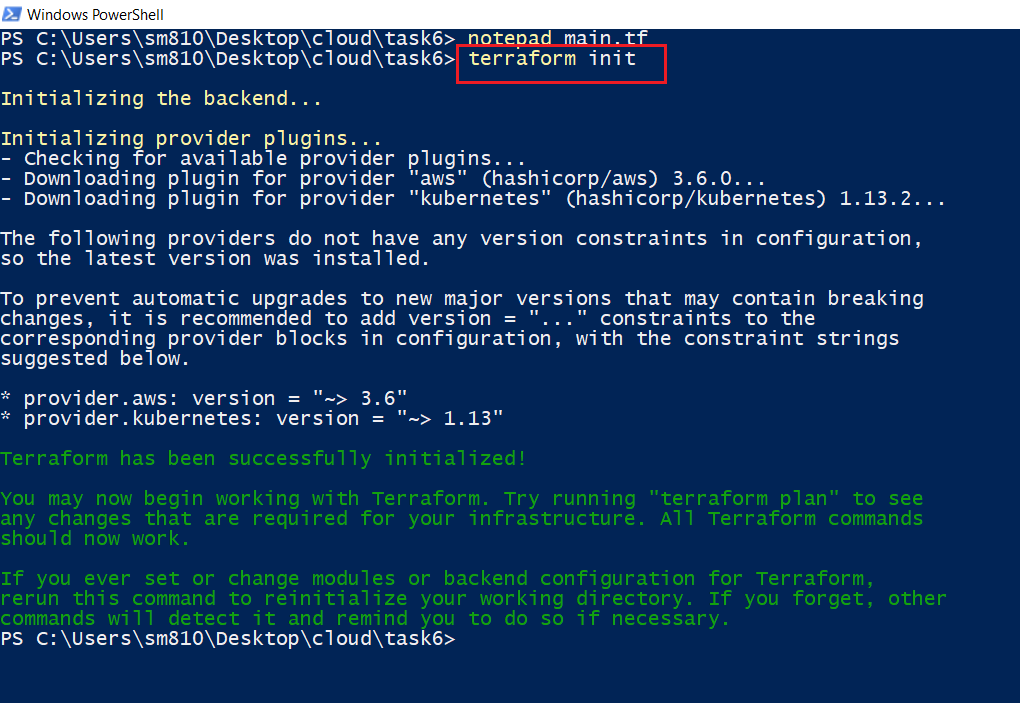 Windows PowerShell
PS C:\Users\sm810\Desktop\cloud\task6> notepad main.tf
PS C:\Users\sm810\Desktop\cloud\task6> terraform init
Initializing the backend...
Initializing provider plugins...
- Checking for available provider plugins...
- Downloading plugin for provider "aws" (hashicorp/aws) 3.6.0...
- Downloading plugin for provider "kubernetes" (hashicorp/kubernetes) 1.13.2...
The following providers do not have any version constraints in configuration,
so the latest version was installed.
To prevent automatic upgrades to new major versions that may contain breaking
changes, it is recommended to add version = "..." constraints to the
corresponding provider blocks in configuration, with the constraint strings
suggested below.
* provider.aws: version = "~> 3.6"
* provider.kubernetes: version = "~> 1.13"
Terraform has been successfully initialized!
You may now begin working with Terraform. Try running "terraform plan" to see
any changes that are required for your infrastructure. All Terraform commands
should now work.
If you ever set or change modules or backend configuration for Terraform,
rerun this command to reinitialize your working directory. If you forget, other
commands will detect it and remind you to do so if necessary.
PS C:\Users\sm810\Desktop\cloud\task6>